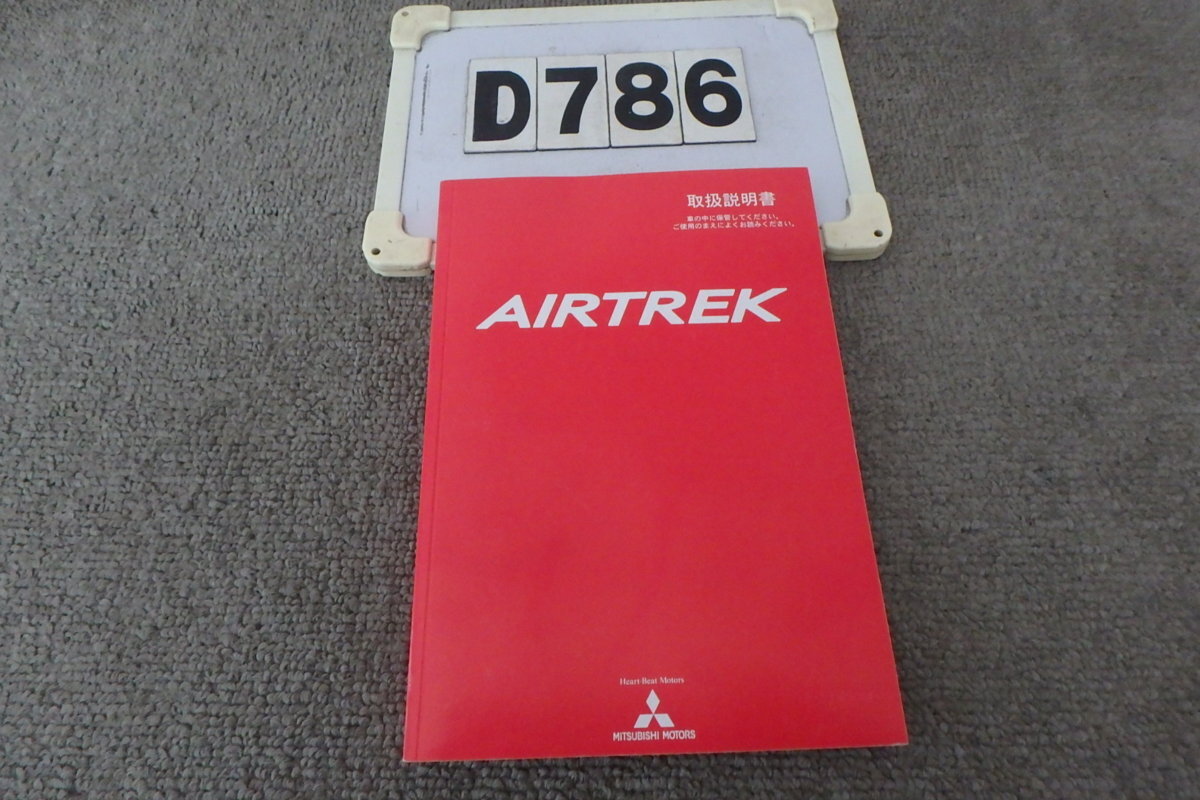 D786
取扱説明書
車の中に保管してください。
ご使用のまえによくお読みください。
AIRTREK
Heart-Beat Motors
MITSUBISHI MOTORS